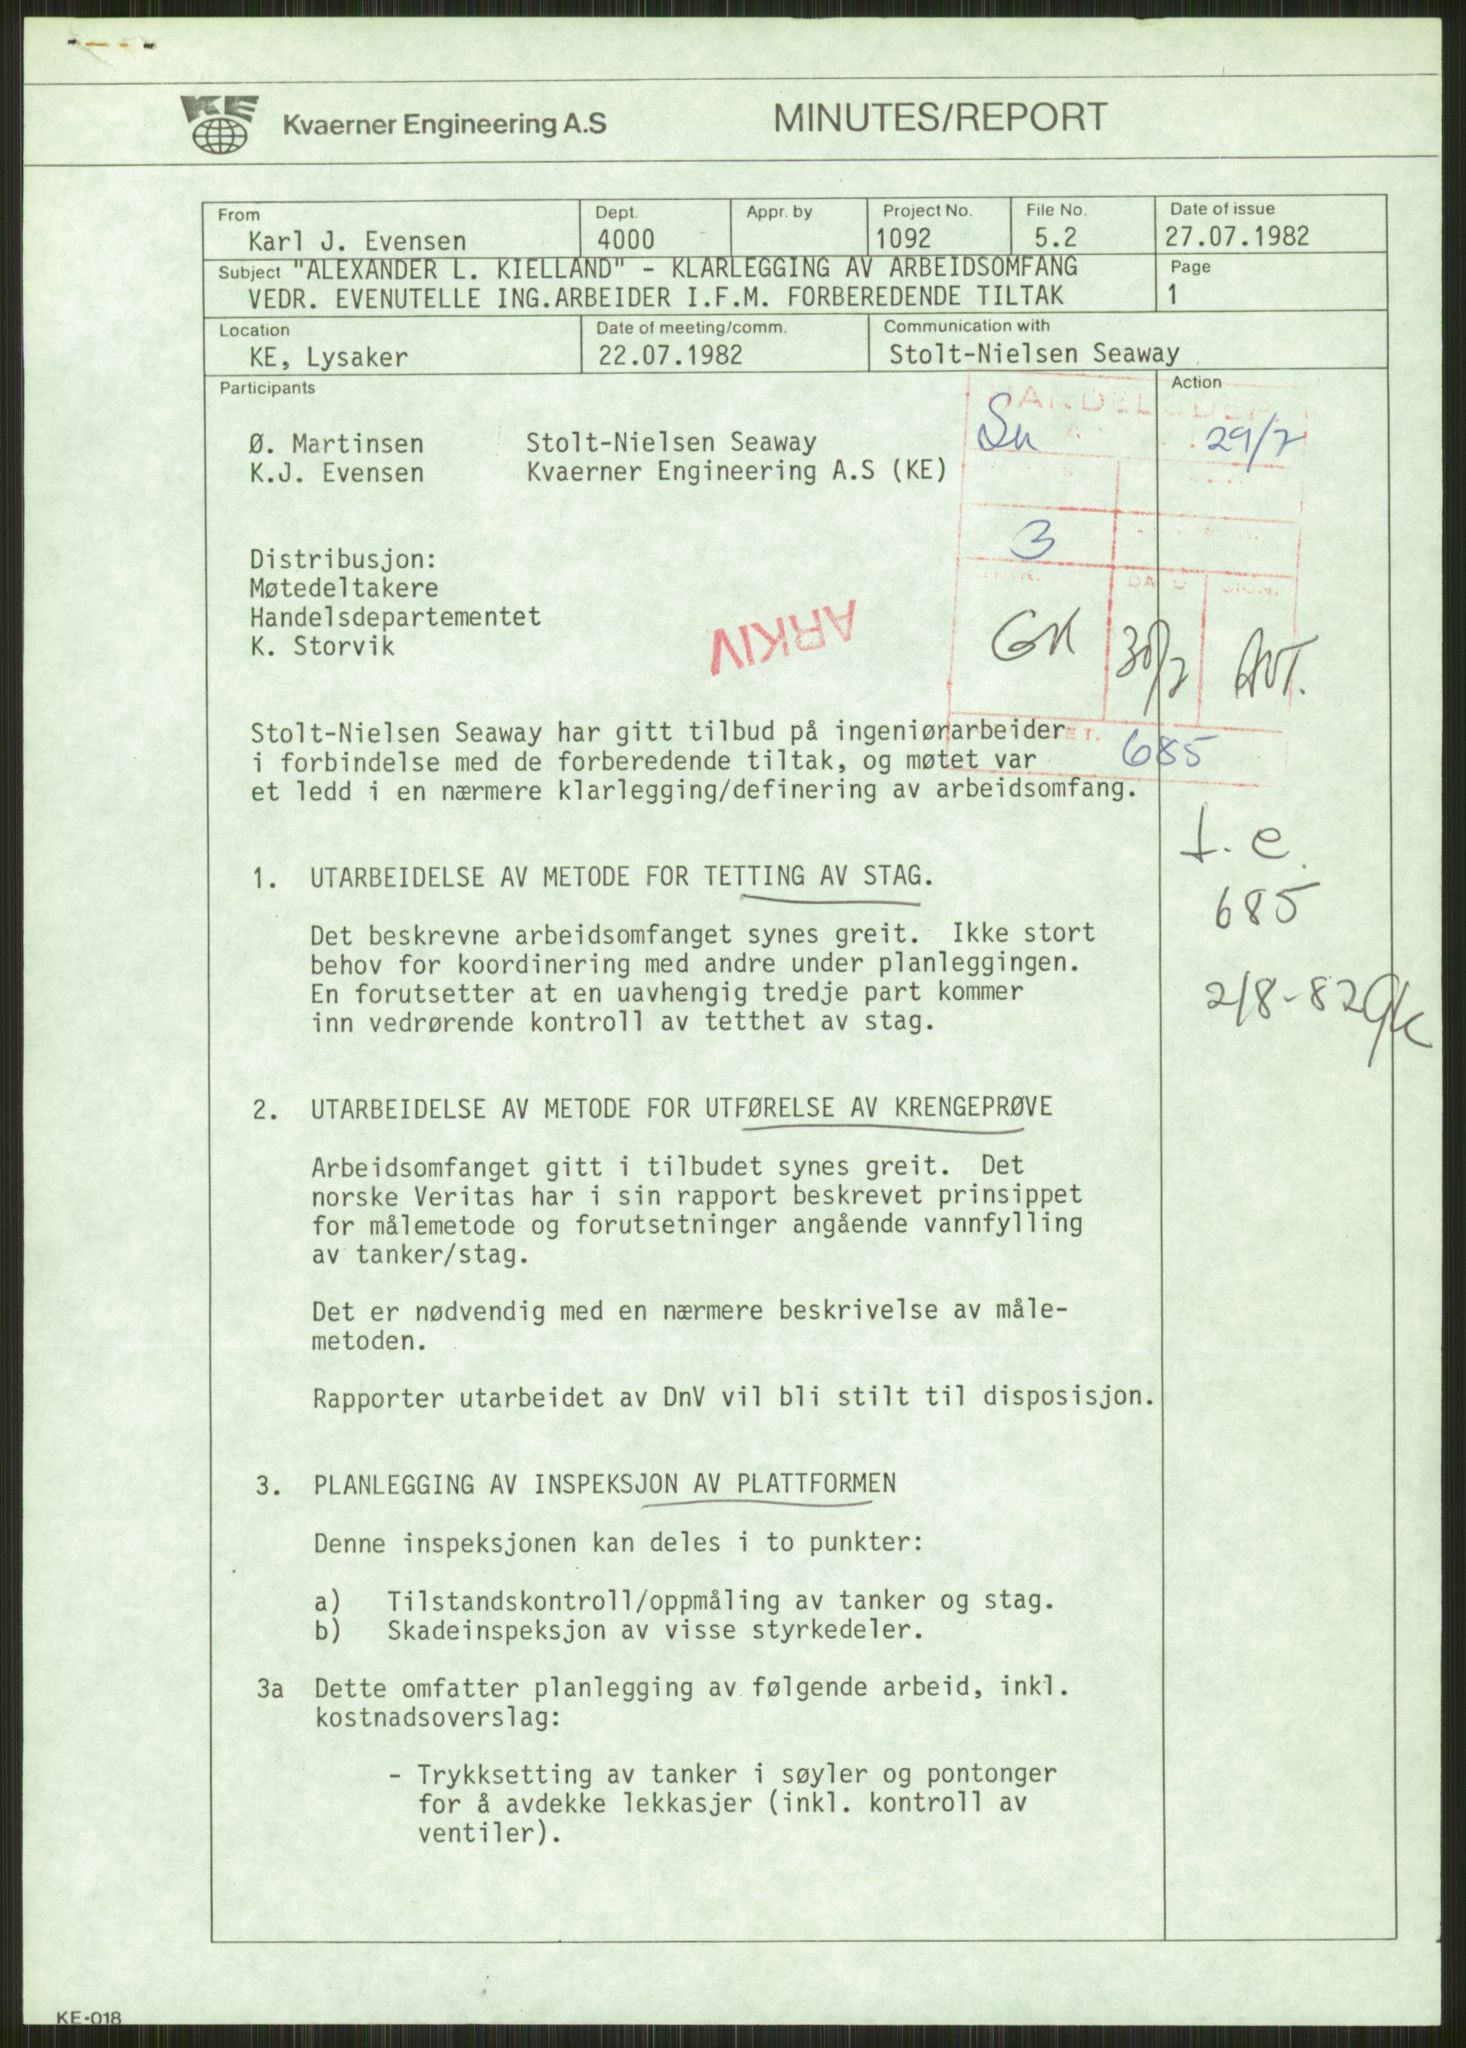 KE
Kvaerner Engineering A.S
MINUTES/REPORT
From
Karl J. Evensen
Dept.
4000
Appr. by
Project No.
1092
File No.
5.2
Date of issue
27.07.1982
Subject "ALEXANDER L. KIELLAND" - KLARLEGGING AV ARBEIDSOMFANG
VEDR. EVENUTELLE ING.ARBEIDER I.F.M. FORBEREDENDE TILTAK
Page
1
Location
KE, Lysaker
Date of meeting/comm.
22.07.1982
Communication with
Stolt-Nielsen Seaway
Participants
Action
Ø. Martinsen Stolt-Nielsen Seaway
29/7
K.J. Evensen Kvaerner Engineering A.S (KE)
3
Distribusjon:
Møtedeltakere
Handelsdepartementet
K. Storvik
ARKIV
30/7
Stolt-Nielsen Seaway har gitt tilbud på ingeniørarbeider
i forbindelse med de forberedende tiltak, og møtet var
685
et ledd i en nærmere klarlegging/definering av arbeidsomfang.
1. UTARBEIDELSE AV METODE FOR TETTING AV STAG.
685
Det beskrevne arbeidsomfanget synes greit. Ikke stort
behov for koordinering med andre under planleggingen.
En forutsetter at en uavhengig tredje part kommer
inn vedrørende kontroll av tetthet av stag.
2/8-82
2. UTARBEIDELSE AV METODE FOR UTFØRELSE AV KRENGEPRØVE
Arbeidsomfanget gitt i tilbudet synes greit. Det
norske Veritas har i sin rapport beskrevet prinsippet
for målemetode og forutsetninger angående vannfylling
av tanker/stag.
Det er nødvendig med en nærmere beskrivelse av måle-
metoden.
Rapporter utarbeidet av DnV vil bli stilt til disposisjon.
3. PLANLEGGING AV INSPEKSJON AV PLATTFORMEN
Denne inspeksjonen kan deles i to punkter:
a) Tilstandskontroll/oppmåling av tanker og stag.
b) Skadeinspeksjon av visse styrkedeler.
3a Dette omfatter planlegging av følgende arbeid, inkl.
kostnadsoverslag:
- Trykksetting av tanker i søyler og pontonger
for å avdekke lekkasjer (inkl. kontroll av
ventiler).
KE-018